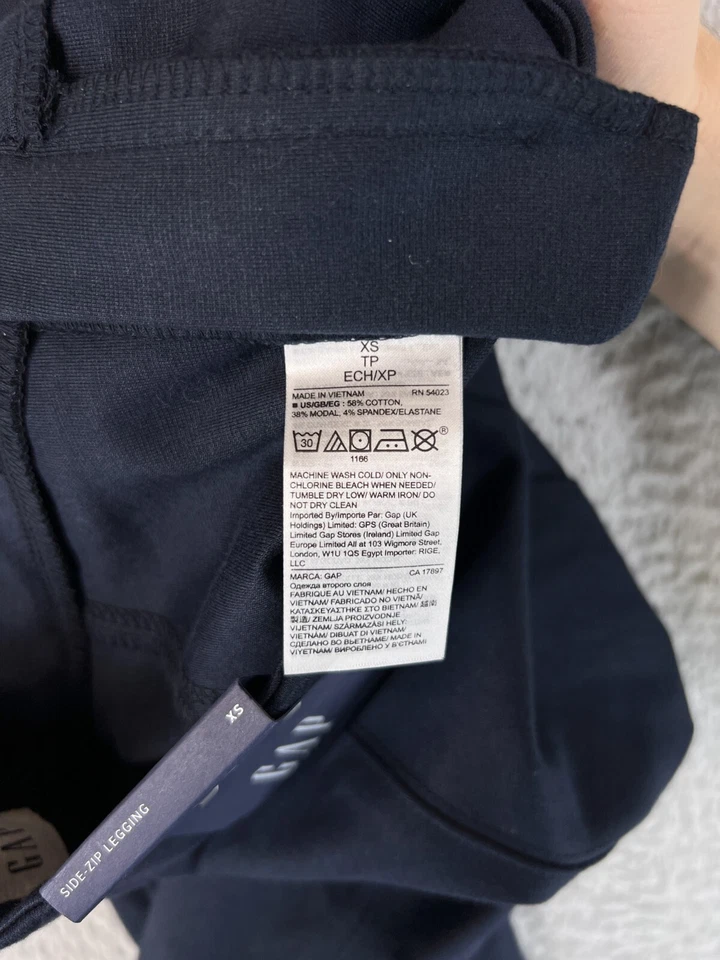 XS
TP
ECH/XP
MADE IN VIETNAM RN 54023
■ US/GB/EG : 58% COTTON,
38% MODAL, 4% SPANDEX/ELASTANE
30
®
1166
MACHINE WASH COLD/ ONLY NON-
CHLORINE BLEACH WHEN NEEDED/
TUMBLE DRY LOW/ WARM IRON/ DO
NOT DRY CLEAN
Imported By/Importe Par: Gap (UK
Holdings) Limited: GPS (Great Britain)
Limited Gap Stores (Ireland) Limited Gap
Europe Limited All at 103 Wigmore Street,
London, W1U 1QS Egypt Importer: RIGE,
LLC
MARCA: GAP CA 17897
Одежда второго слоя
FABRIQUE AU VIETNAM/ HECHO EN
VIETNAM/ FABRICADO NO VIETNÃ/
ΚΑΤΑΣΚΕΥΑΣΤΗΚΕ ΣΤΟ ΒΙΕΤΝΑΜ/ 越南
製造/ ZEMLJA PROIZVODNJE
VIJETNAM/ SZÁRMAZÁSI HELY:
VIETNÁM/ DIBUAT DI VIETNAM/
СДЕЛАНО ВО ВЬЕТНАМЕ/ MADE IN
VIYETNAM/ ВИРОБЛЕНО У В'ЄТНАМІ
XS
GAP
SIDE-ZIP LEGGING
GAP